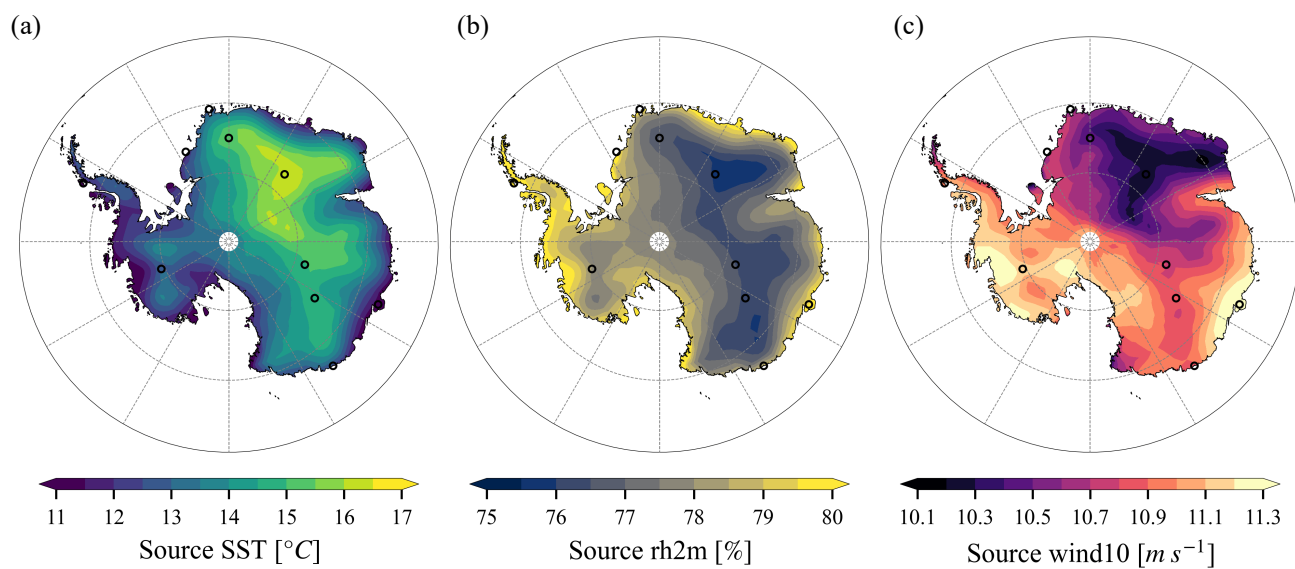 (a) (b) (c)
11 12 13 14 15 16 17
Source SST [°C]
75 76 77 78 79 80
Source rh2m [%]
10.1 10.3 10.5 10.7 10.9 11.1 11.3
Source wind10 [m s⁻¹]